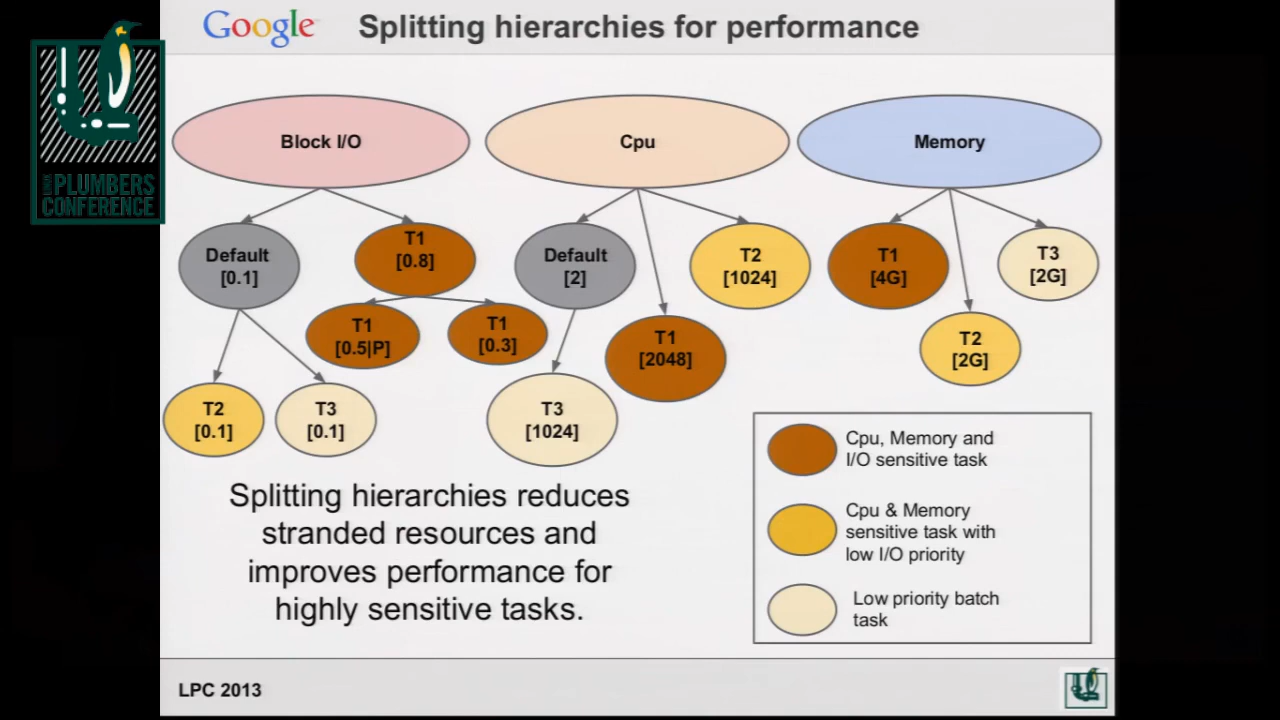 Google
Splitting hierarchies for performance
LINUX
PLUMBERS
CONFERENCE
Block I/O
Cpu
Memory
Default
[0.1]
T1
[0.8]
Default
[2]
T2
[1024]
T1
[4G]
T3
[2G]
T1
[0.5|P]
T1
[0.3]
T1
[2048]
T2
[2G]
T2
[0.1]
T3
[0.1]
T3
[1024]
Cpu, Memory and
I/O sensitive task
Cpu & Memory
sensitive task with
low I/O priority
Low priority batch
task
Splitting hierarchies reduces
stranded resources and
improves performance for
highly sensitive tasks.
LPC 2013